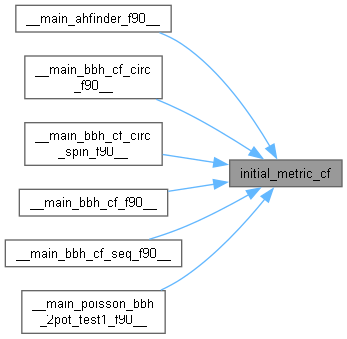 __main_ahfinder_f90__
__main_bbh_cf_circ
_f90__
__main_bbh_cf_circ
_spin_f90__
initial_metric_cf
__main_bbh_cf_f90__
__main_bbh_cf_seq_f90__
__main_poisson_bbh
_2pot_test1_f90__